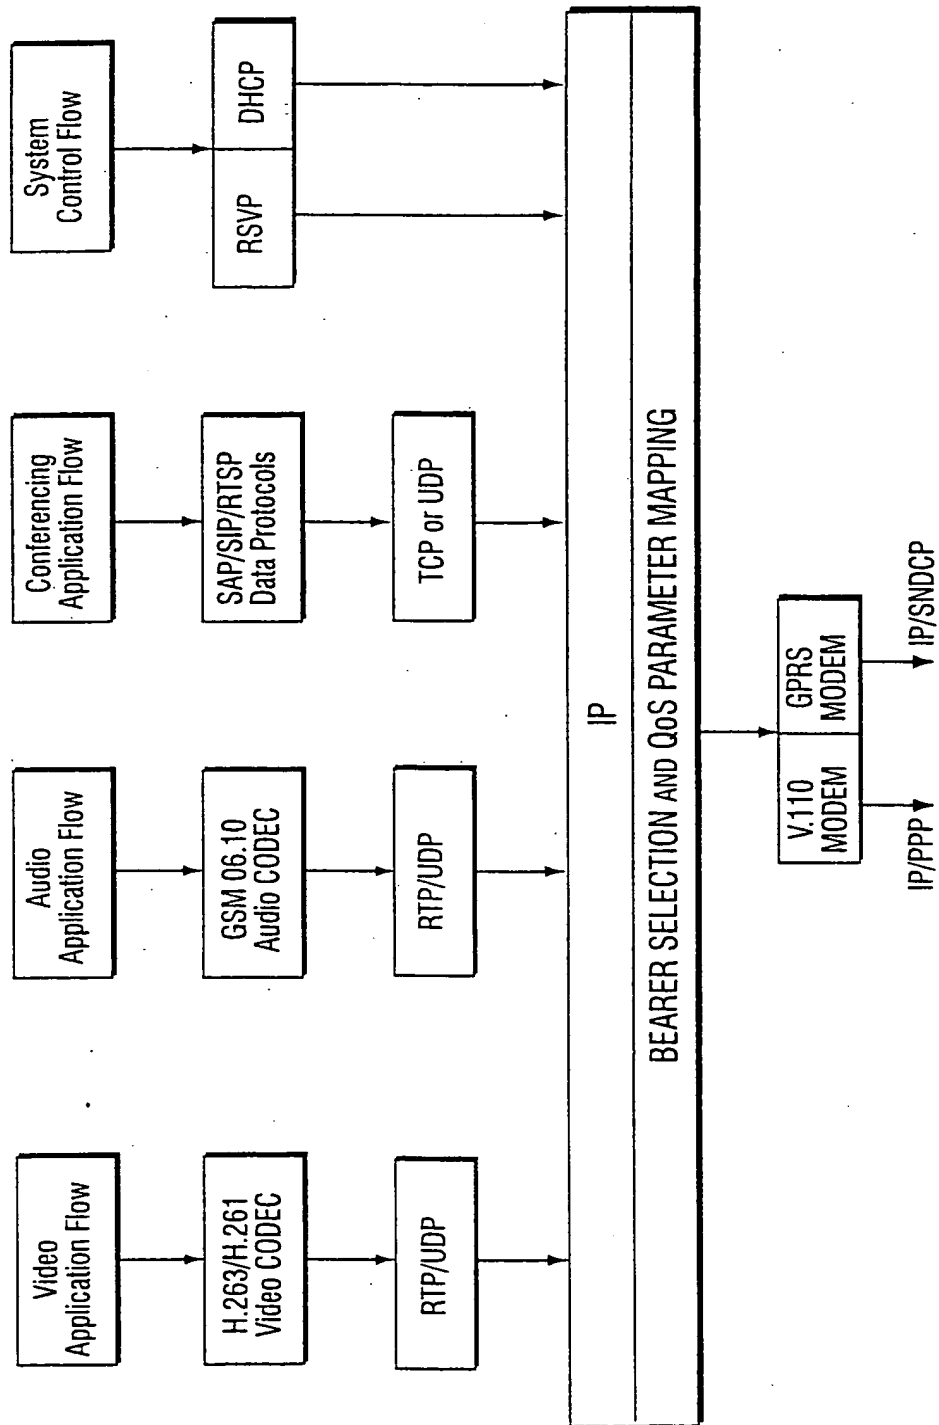 Video
Application Flow
H.263/H.261
Video CODEC
RTP/UDP
Audio
Application Flow
GSM 06.10
Audio CODEC
RTP/UDP
Conferencing
Application Flow
SAP/SIP/RTSP
Data Protocols
TCP or UDP
System
Control Flow
RSVP
DHCP
IP
BEARER SELECTION AND QoS PARAMETER MAPPING
V.110
MODEM
GPRS
MODEM
IP/PPP
IP/SNDCP